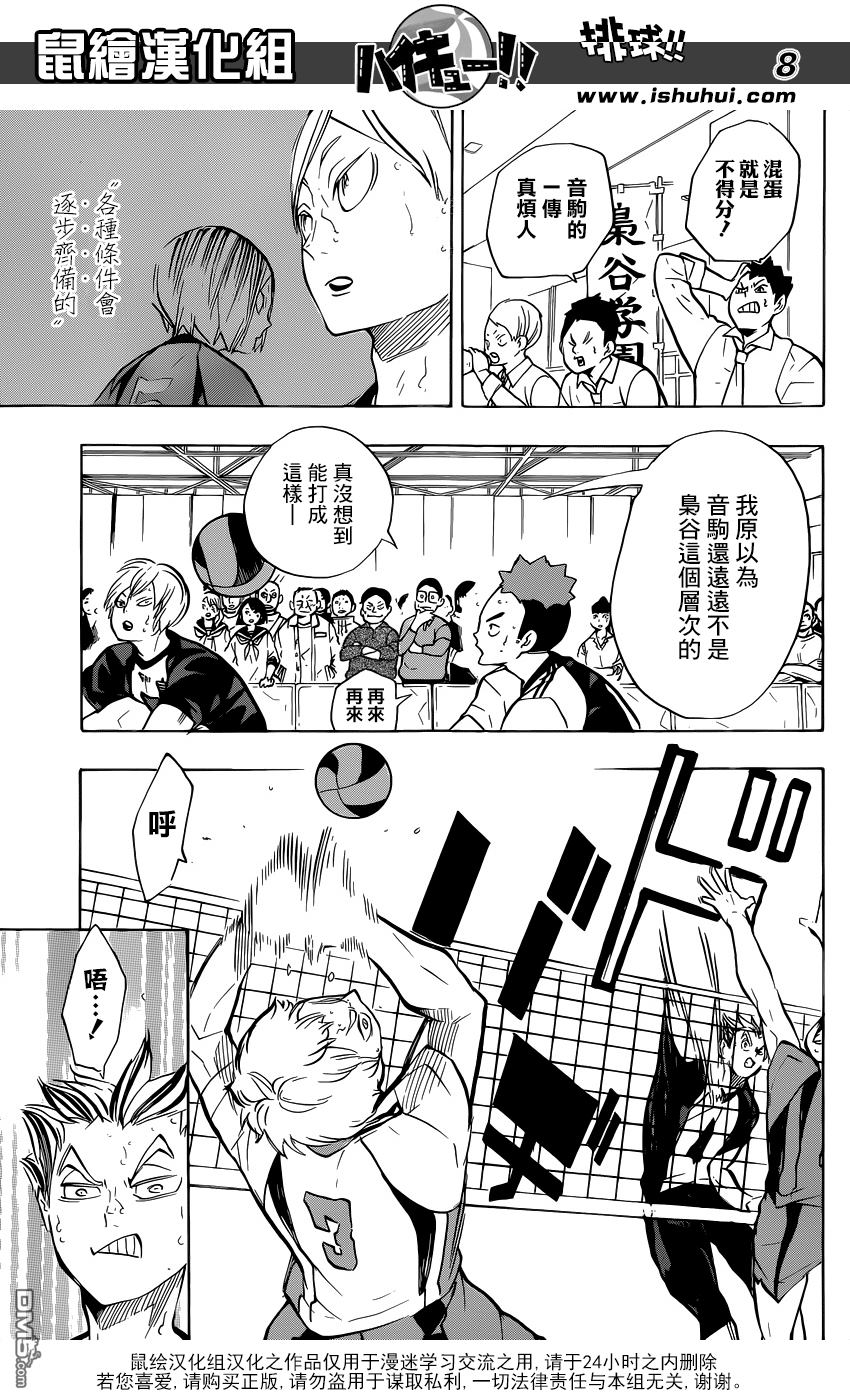 鼠繪漢化組
ハイキュー!!
排球!!
8
www.ishuhui.com
混蛋
就是
不得分!
音駒的
一傳
真煩人
梟谷学園
"各種條件會
逐步齊備的"
我原以為
音駒還遠遠不是
梟谷這個層次的
真沒想到
能打成
這樣—
再來
再來
ドガガッ
呼
唔…!
3
DM5
鼠绘汉化组汉化之作品仅用于漫迷学习交流之用,请于24小时之内删除
若您喜爱,请购买正版,请勿用于谋取私利,一切法律责任与本组无关,谢谢。